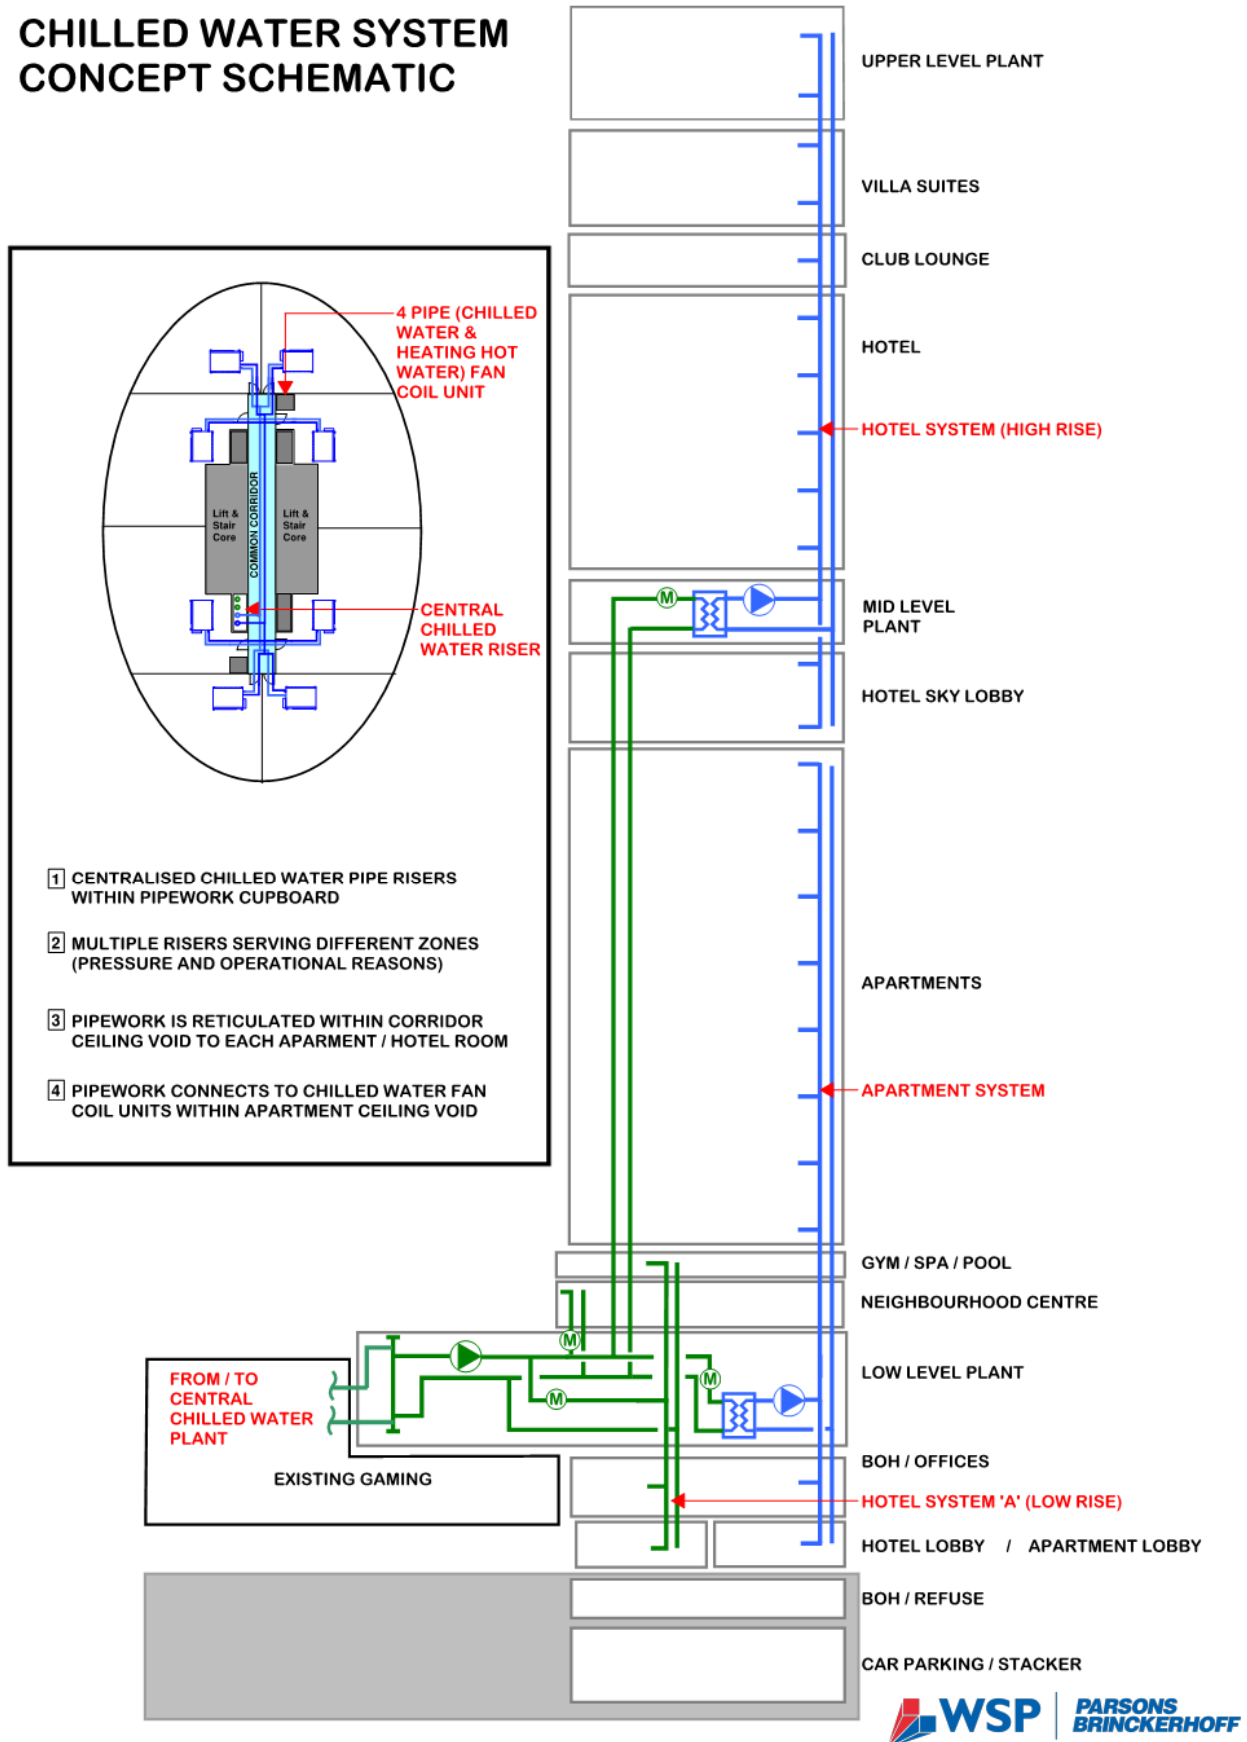 CHILLED WATER SYSTEM
CONCEPT SCHEMATIC
UPPER LEVEL PLANT
VILLA SUITES
CLUB LOUNGE
HOTEL
HOTEL SYSTEM (HIGH RISE)
MID LEVEL
PLANT
HOTEL SKY LOBBY
APARTMENTS
APARTMENT SYSTEM
GYM / SPA / POOL
NEIGHBOURHOOD CENTRE
LOW LEVEL PLANT
BOH / OFFICES
HOTEL SYSTEM 'A' (LOW RISE)
HOTEL LOBBY / APARTMENT LOBBY
BOH / REFUSE
CAR PARKING / STACKER
M
M
M
M
4 PIPE (CHILLED
WATER &
HEATING HOT
WATER) FAN
COIL UNIT
Lift &
Stair
Core
COMMON CORRIDOR
Lift &
Stair
Core
CENTRAL
CHILLED
WATER RISER
1 CENTRALISED CHILLED WATER PIPE RISERS
WITHIN PIPEWORK CUPBOARD
2 MULTIPLE RISERS SERVING DIFFERENT ZONES
(PRESSURE AND OPERATIONAL REASONS)
3 PIPEWORK IS RETICULATED WITHIN CORRIDOR
CEILING VOID TO EACH APARMENT / HOTEL ROOM
4 PIPEWORK CONNECTS TO CHILLED WATER FAN
COIL UNITS WITHIN APARTMENT CEILING VOID
FROM / TO
CENTRAL
CHILLED WATER
PLANT
EXISTING GAMING
WSP
PARSONS
BRINCKERHOFF